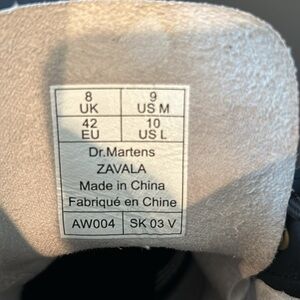 8 9
UK US M
42 10
EU US L
Dr.Martens
ZAVALA
Made in China
Fabriqué en Chine
AW004 SK 03 V